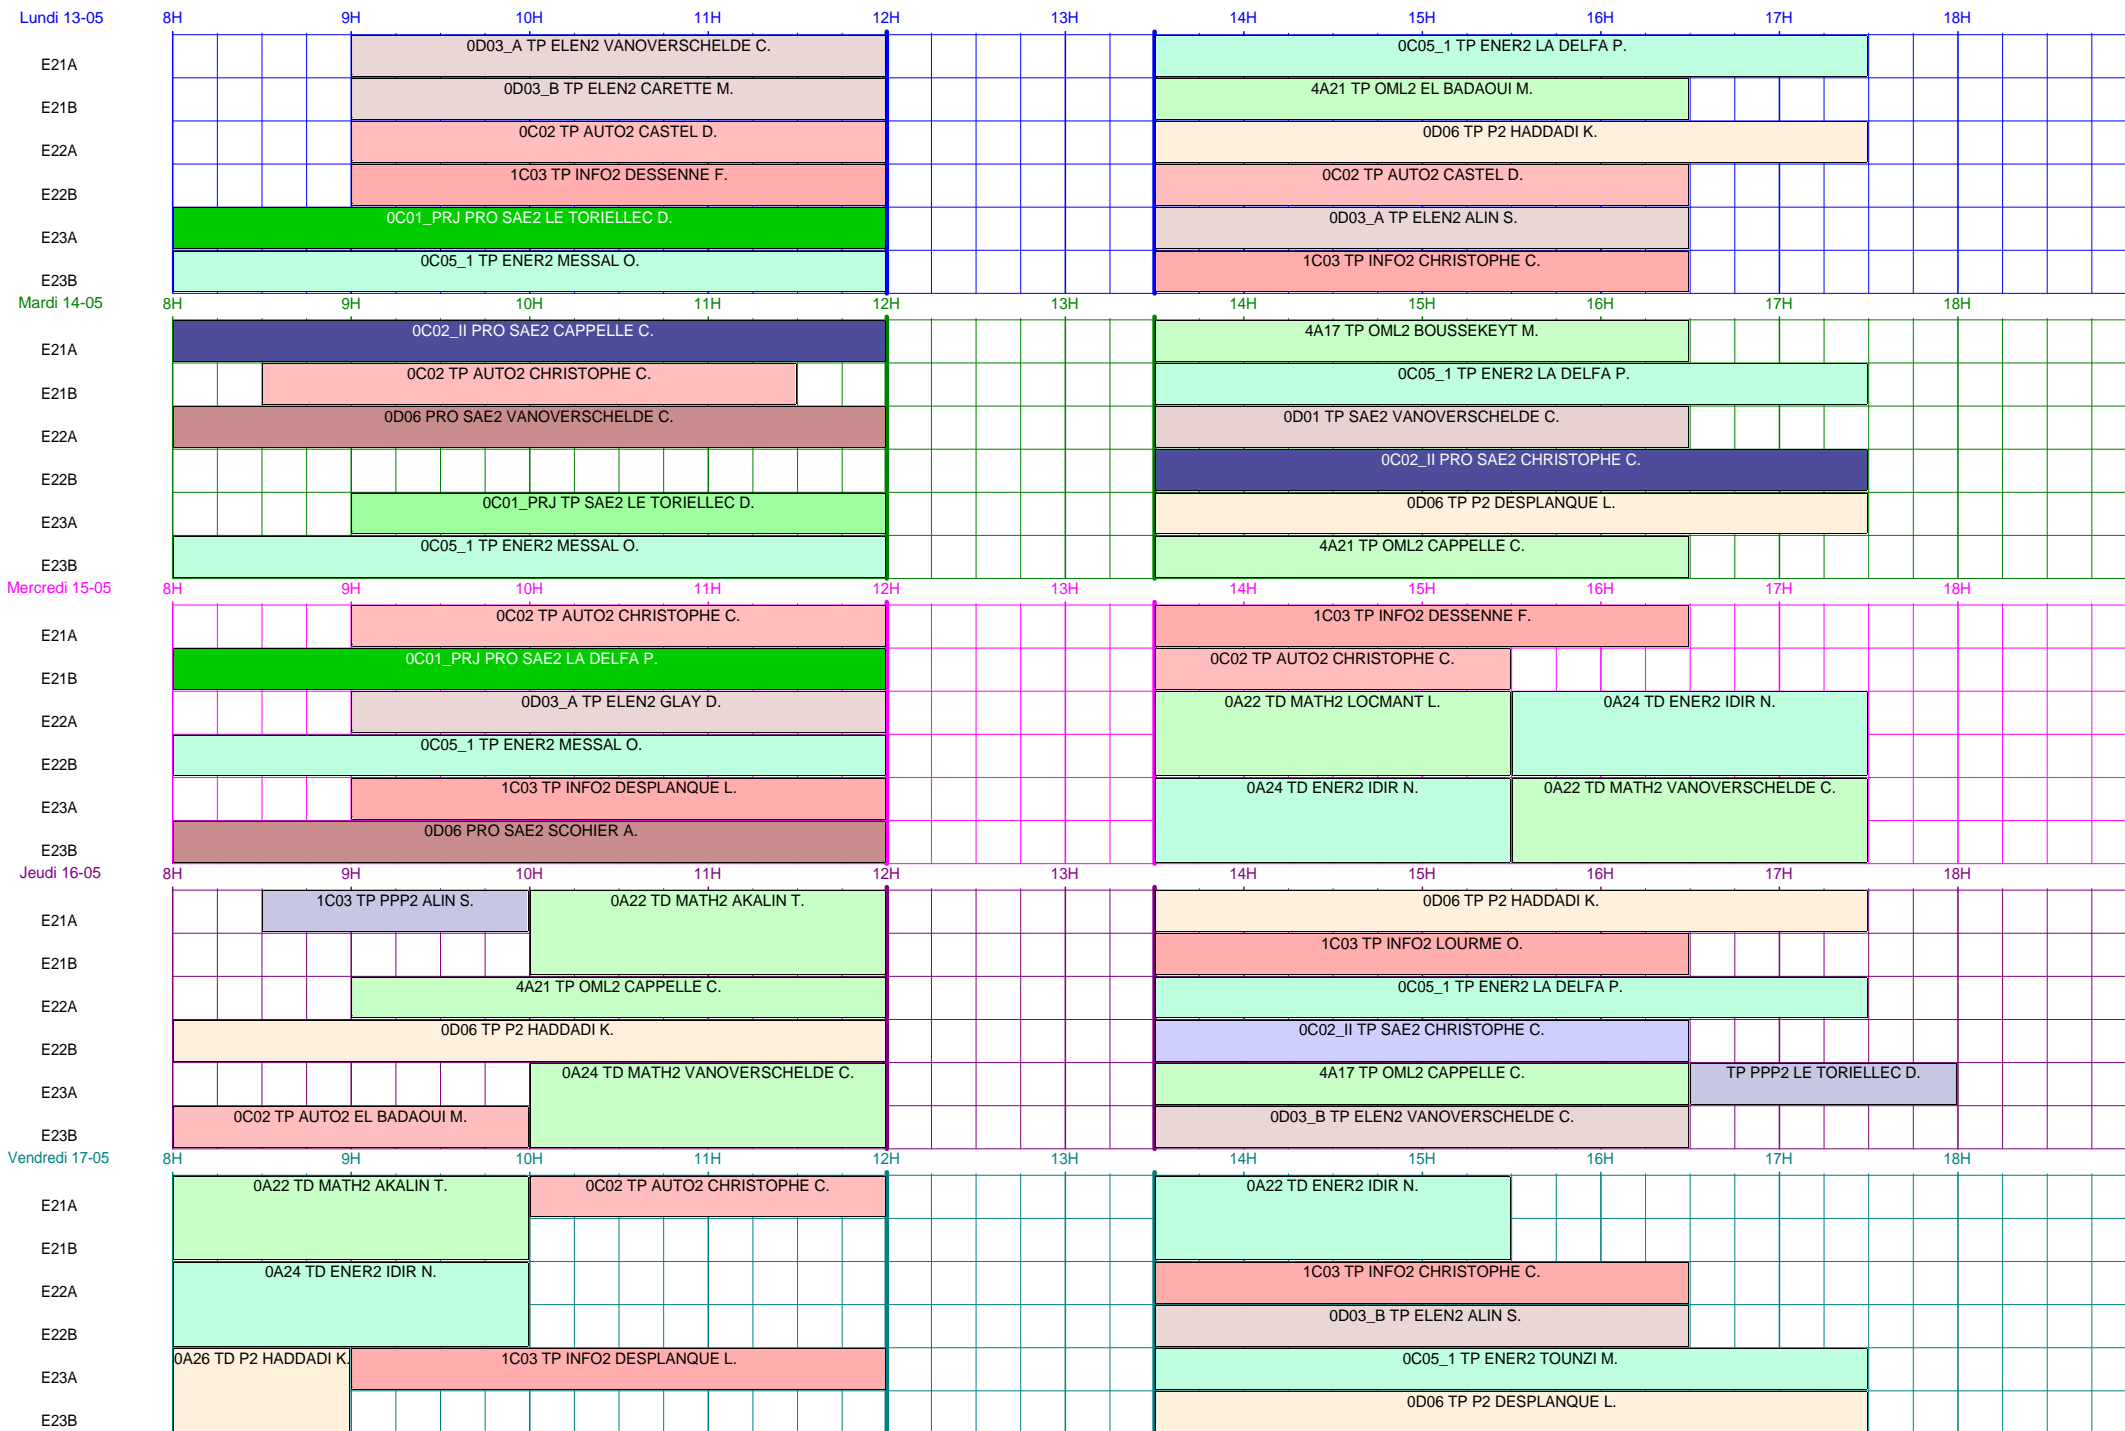 Lundi 13-05 8H 9H 10H 11H 12H 13H 14H 15H 16H 17H 18H
E21A 0D03_A TP ELEN2 VANOVERSCHELDE C. 0C05_1 TP ENER2 LA DELFA P.
E21B 0D03_B TP ELEN2 CARETTE M. 4A21 TP OML2 EL BADAOUI M.
E22A 0C02 TP AUTO2 CASTEL D. 0D06 TP P2 HADDADI K.
E22B 1C03 TP INFO2 DESSENNE F. 0C02 TP AUTO2 CASTEL D.
E23A 0C01_PRJ PRO SAE2 LE TORIELLEC D. 0D03_A TP ELEN2 ALIN S.
E23B 0C05_1 TP ENER2 MESSAL O. 1C03 TP INFO2 CHRISTOPHE C.
Mardi 14-05 8H 9H 10H 11H 12H 13H 14H 15H 16H 17H 18H
E21A 0C02_II PRO SAE2 CAPPELLE C. 4A17 TP OML2 BOUSSEKEYT M.
E21B 0C02 TP AUTO2 CHRISTOPHE C. 0C05_1 TP ENER2 LA DELFA P.
E22A 0D06 PRO SAE2 VANOVERSCHELDE C. 0D01 TP SAE2 VANOVERSCHELDE C.
E22B 0C02_II PRO SAE2 CHRISTOPHE C.
E23A 0C01_PRJ TP SAE2 LE TORIELLEC D. 0D06 TP P2 DESPLANQUE L.
E23B 0C05_1 TP ENER2 MESSAL O. 4A21 TP OML2 CAPPELLE C.
Mercredi 15-05 8H 9H 10H 11H 12H 13H 14H 15H 16H 17H 18H
E21A 0C02 TP AUTO2 CHRISTOPHE C. 1C03 TP INFO2 DESSENNE F.
E21B 0C01_PRJ PRO SAE2 LA DELFA P. 0C02 TP AUTO2 CHRISTOPHE C.
E22A 0D03_A TP ELEN2 GLAY D. 0A22 TD MATH2 LOCMANT L. 0A24 TD ENER2 IDIR N.
E22B 0C05_1 TP ENER2 MESSAL O.
E23A 1C03 TP INFO2 DESPLANQUE L. 0A24 TD ENER2 IDIR N. 0A22 TD MATH2 VANOVERSCHELDE C.
E23B 0D06 PRO SAE2 SCOHIER A.
Jeudi 16-05 8H 9H 10H 11H 12H 13H 14H 15H 16H 17H 18H
E21A 1C03 TP PPP2 ALIN S. 0A22 TD MATH2 AKALIN T. 0D06 TP P2 HADDADI K.
E21B 1C03 TP INFO2 LOURME O.
E22A 4A21 TP OML2 CAPPELLE C. 0C05_1 TP ENER2 LA DELFA P.
E22B 0D06 TP P2 HADDADI K. 0C02_II TP SAE2 CHRISTOPHE C.
E23A 0A24 TD MATH2 VANOVERSCHELDE C. 4A17 TP OML2 CAPPELLE C. TP PPP2 LE TORIELLEC D.
E23B 0C02 TP AUTO2 EL BADAOUI M. 0D03_B TP ELEN2 VANOVERSCHELDE C.
Vendredi 17-05 8H 9H 10H 11H 12H 13H 14H 15H 16H 17H 18H
E21A 0A22 TD MATH2 AKALIN T. 0C02 TP AUTO2 CHRISTOPHE C. 0A22 TD ENER2 IDIR N.
E21B
E22A 0A24 TD ENER2 IDIR N. 1C03 TP INFO2 CHRISTOPHE C.
E22B 0D03_B TP ELEN2 ALIN S.
E23A 0A26 TD P2 HADDADI K. 1C03 TP INFO2 DESPLANQUE L. 0C05_1 TP ENER2 TOUNZI M.
E23B 0D06 TP P2 DESPLANQUE L.